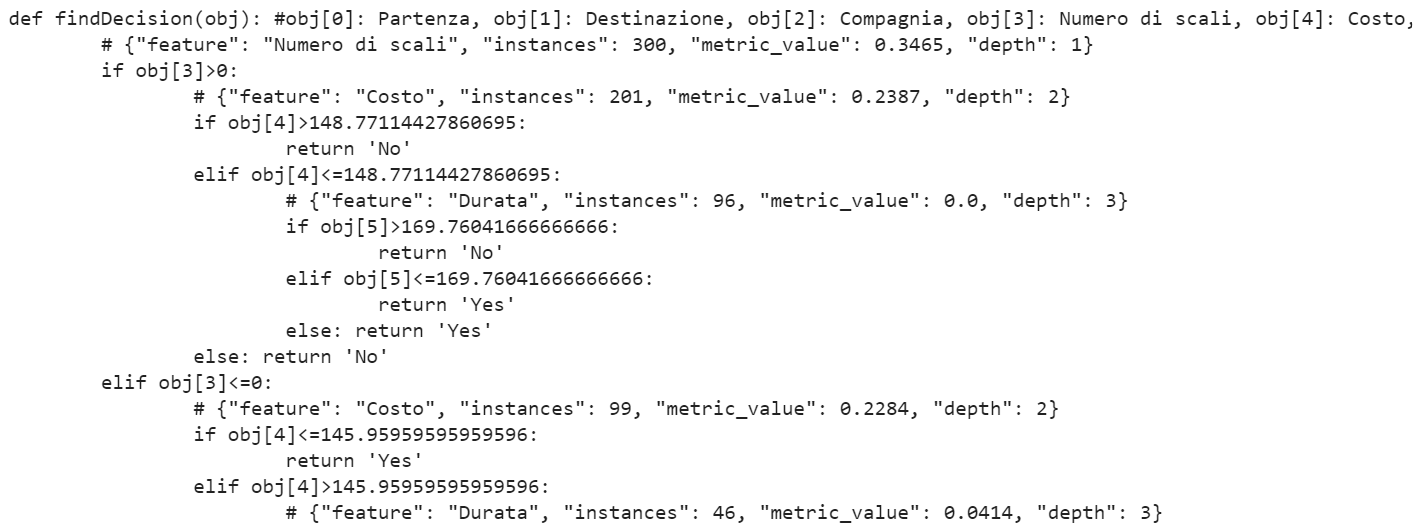 def findDecision(obj): #obj[0]: Partenza, obj[1]: Destinazione, obj[2]: Compagnia, obj[3]: Numero di scali, obj[4]: Costo,
# {"feature": "Numero di scali", "instances": 300, "metric_value": 0.3465, "depth": 1}
if obj[3]>0:
# {"feature": "Costo", "instances": 201, "metric_value": 0.2387, "depth": 2}
if obj[4]>148.77114427860695:
return 'No'
elif obj[4]<=148.77114427860695:
# {"feature": "Durata", "instances": 96, "metric_value": 0.0, "depth": 3}
if obj[5]>169.76041666666666:
return 'No'
elif obj[5]<=169.76041666666666:
return 'Yes'
else: return 'Yes'
else: return 'No'
elif obj[3]<=0:
# {"feature": "Costo", "instances": 99, "metric_value": 0.2284, "depth": 2}
if obj[4]<=145.95959595959596:
return 'Yes'
elif obj[4]>145.95959595959596:
# {"feature": "Durata", "instances": 46, "metric_value": 0.0414, "depth": 3}